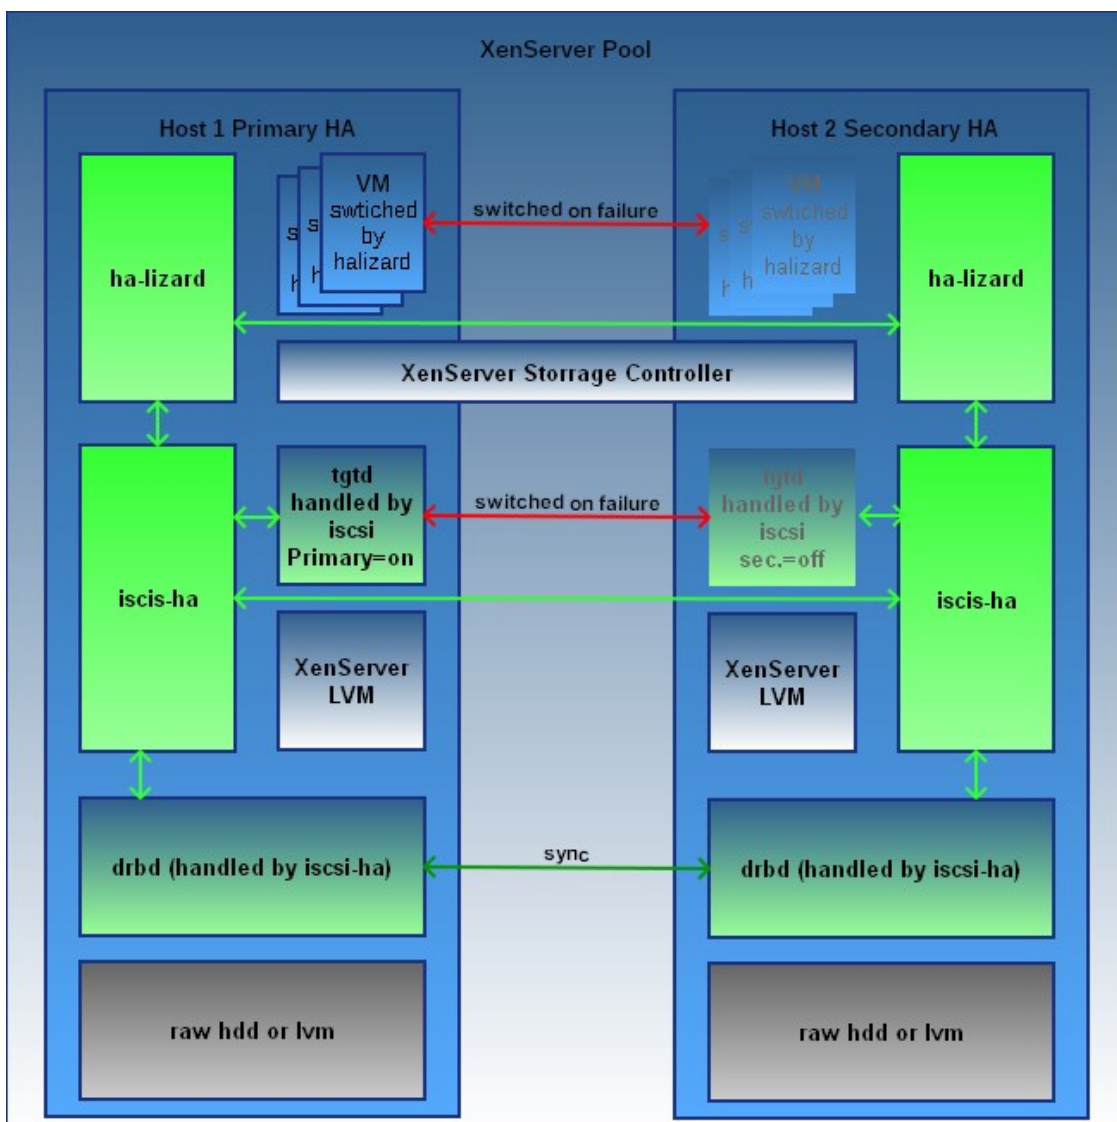 XenServer Pool
Host 1 Primary HA
Host 2 Secondary HA
ha-lizard
VM
swtiched
by
halizard
s
h
s
h
switched on failure
VM
swtiched
by
halizard
s
h
s
h
ha-lizard
XenServer Storrage Controller
iscis-ha
tgtd
handled by
iscsi
Primary=on
switched on failure
tgtd
handled by
iscsi
sec.=off
iscis-ha
XenServer
LVM
XenServer
LVM
drbd (handled by iscsi-ha)
sync
drbd (handled by iscsi-ha)
raw hdd or lvm
raw hdd or lvm